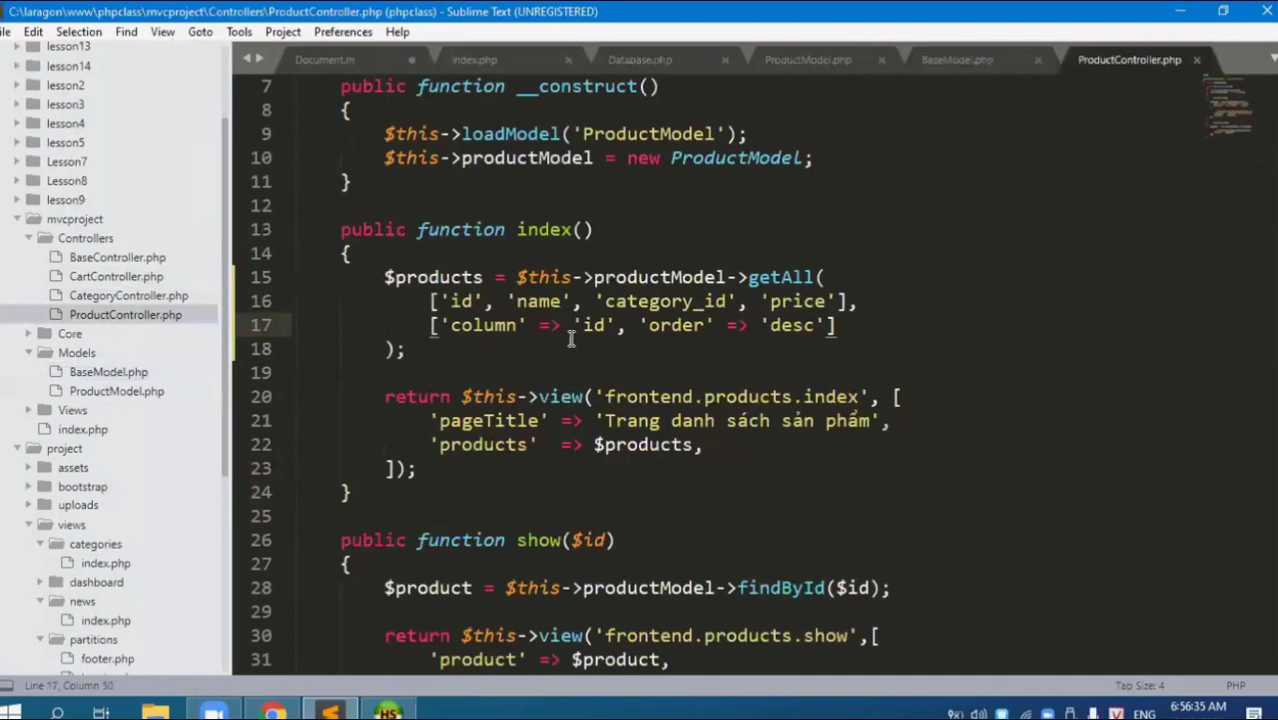 C:\laragon\www\phpclass\mvcproject\Controllers\ProductController.php (phpclass) - Sublime Text (UNREGISTERED)
ile Edit Selection Find View Goto Tools Project Preferences Help
lesson13
lesson14
lesson2
lesson3
lesson4
lesson5
Lesson7
Lesson8
lesson9
mvcproject
Controllers
BaseController.php
CartController.php
CategoryController.php
ProductController.php
Core
Models
BaseModel.php
ProductModel.php
Views
index.php
project
assets
bootstrap
uploads
views
categories
index.php
dashboard
news
index.php
partitions
footer.php
Document.m Index.php Database.php ProductModel.php BaseModel.php ProductController.php
7 public function __construct()
8 {
9 $this->loadModel('ProductModel');
10 $this->productModel = new ProductModel;
11 }
12
13 public function index()
14 {
15 $products = $this->productModel->getAll(
16 ['id', 'name', 'category_id', 'price'],
17 ['column' => 'id', 'order' => 'desc']
18 );
19
20 return $this->view('frontend.products.index', [
21 'pageTitle' => 'Trang danh sách sản phẩm',
22 'products' => $products,
23 ]);
24 }
25
26 public function show($id)
27 {
28 $product = $this->productModel->findById($id);
29
30 return $this->view('frontend.products.show',[
31 'product' => $product,
Line 17, Column 50 Tab Size: 4 PHP
HS V ENG 6:56:35 AM